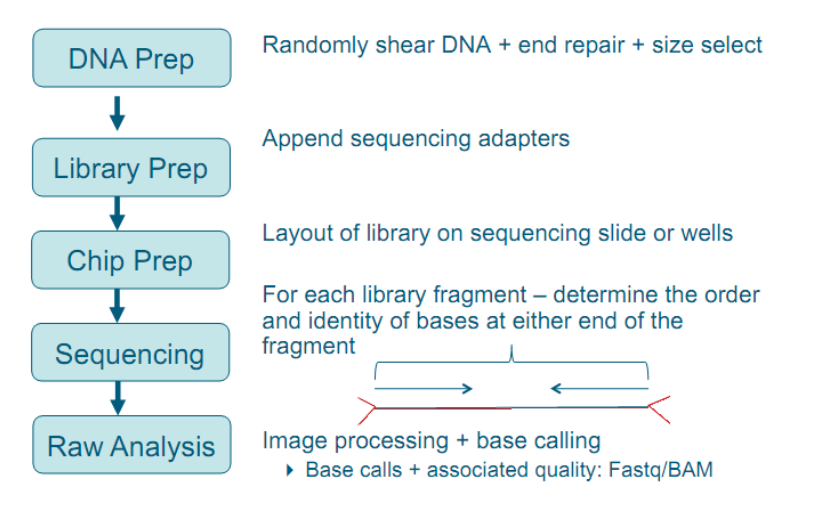 DNA Prep
Randomly shear DNA + end repair + size select
Library Prep
Append sequencing adapters
Chip Prep
Layout of library on sequencing slide or wells
Sequencing
For each library fragment – determine the order
and identity of bases at either end of the
fragment
Raw Analysis
Image processing + base calling
Base calls + associated quality: Fastq/BAM